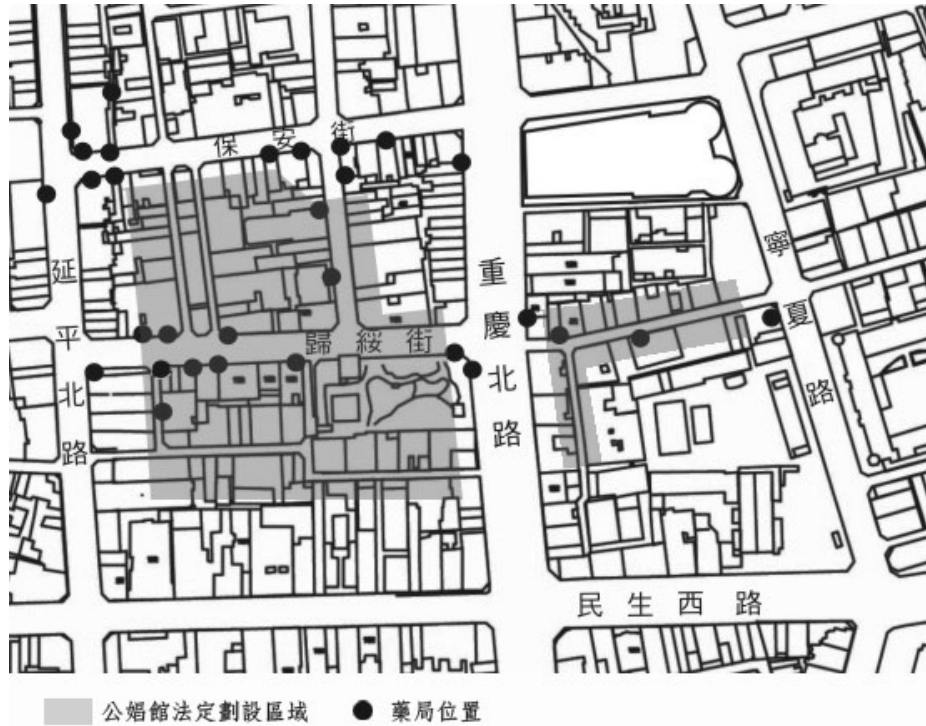 保安街
延平北路
重慶北路
寧夏路
歸綏街
民生西路
公娼館法定劃設區域
藥局位置